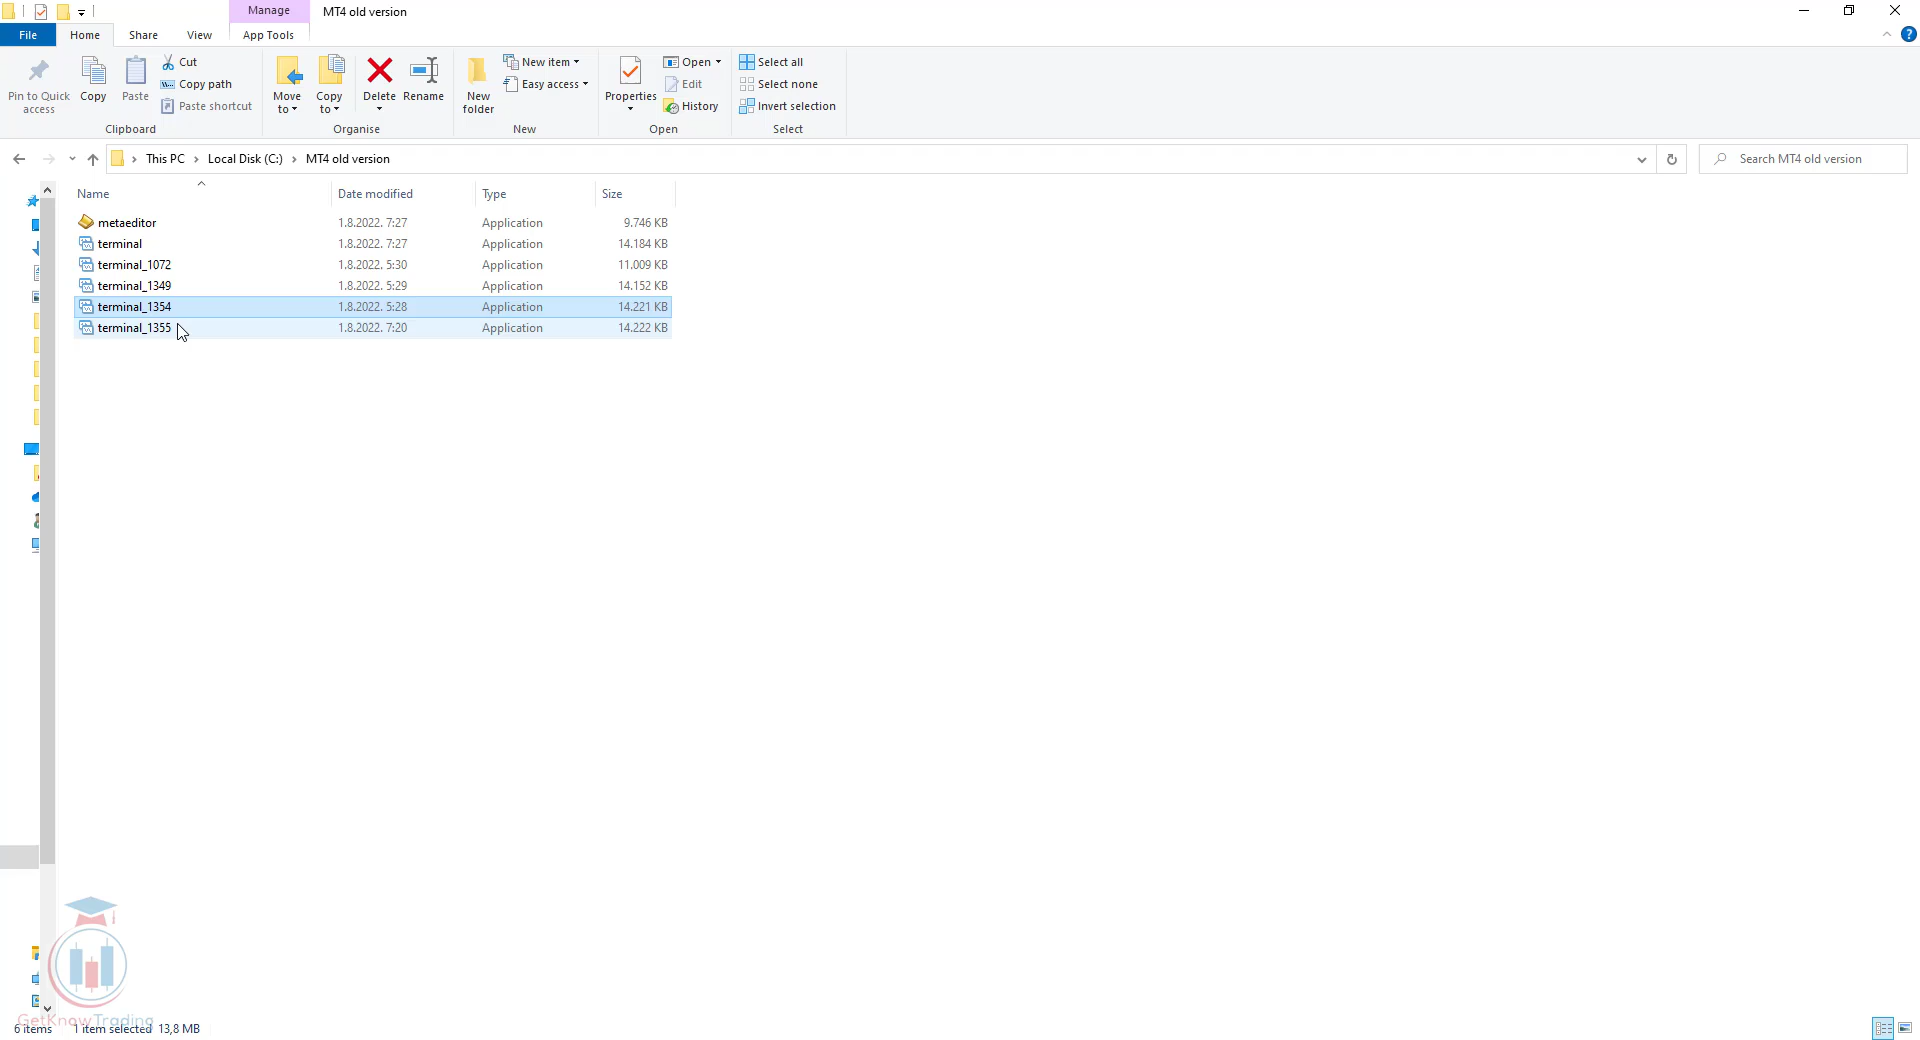 Manage MT4 old version
File Home Share View App Tools
Pin to Quick access
Copy
Paste
Cut
Copy path
Paste shortcut
Clipboard
Move to
Copy to
Delete
Rename
Organise
New folder
New item
Easy access
New
Properties
Open
Edit
History
Open
Select all
Select none
Invert selection
Select
This PC Local Disk (C:) MT4 old version
Search MT4 old version
Name Date modified Type Size
metaeditor 1.8.2022. 7:27 Application 9.746 KB
terminal 1.8.2022. 7:27 Application 14.184 KB
terminal_1072 1.8.2022. 5:30 Application 11.009 KB
terminal_1349 1.8.2022. 5:29 Application 14.152 KB
terminal_1354 1.8.2022. 5:28 Application 14.221 KB
terminal_1355 1.8.2022. 7:20 Application 14.222 KB
GetKnowTrading
6 items 1 item selected 13,8 MB